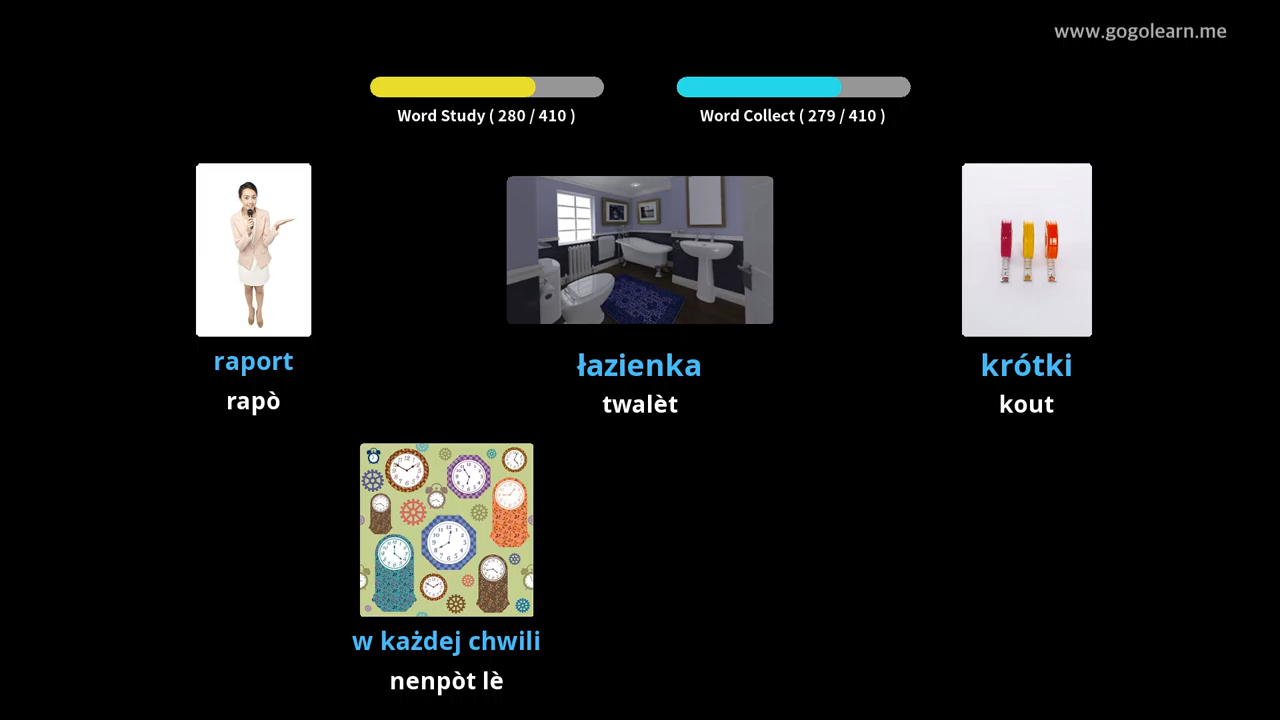 www.gogolearn.me
Word Study ( 280 / 410 )
Word Collect ( 279 / 410 )
raport
rapò
łazienka
twalèt
krótki
kout
w każdej chwili
nenpòt lè